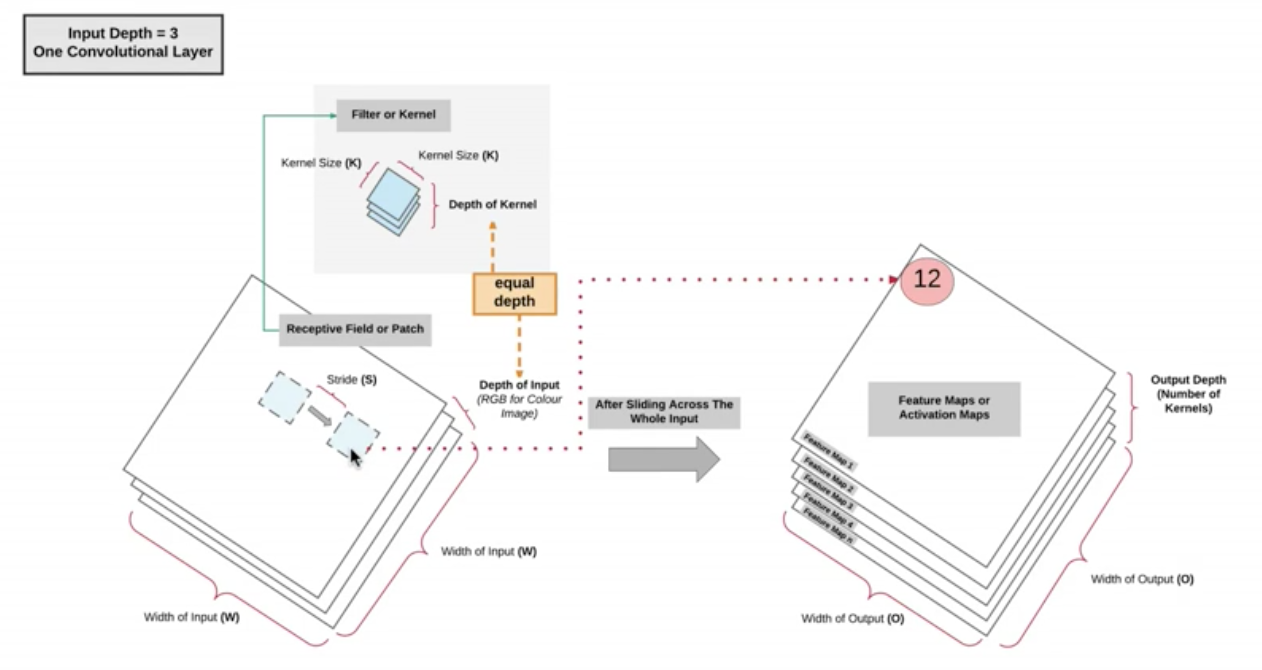 Input Depth = 3
One Convolutional Layer
Filter or Kernel
Kernel Size (K)
Kernel Size (K)
Depth of Kernel
equal
depth
Receptive Field or Patch
Stride (S)
Depth of Input
(RGB for Colour
Image)
After Sliding Across The
Whole Input
Width of Input (W)
Width of Input (W)
12
Feature Maps or
Activation Maps
Output Depth
(Number of
Kernels)
Feature Map 1
Feature Map 2
Feature Map 3
Feature Map 4
Feature Map n
Width of Output (O)
Width of Output (O)